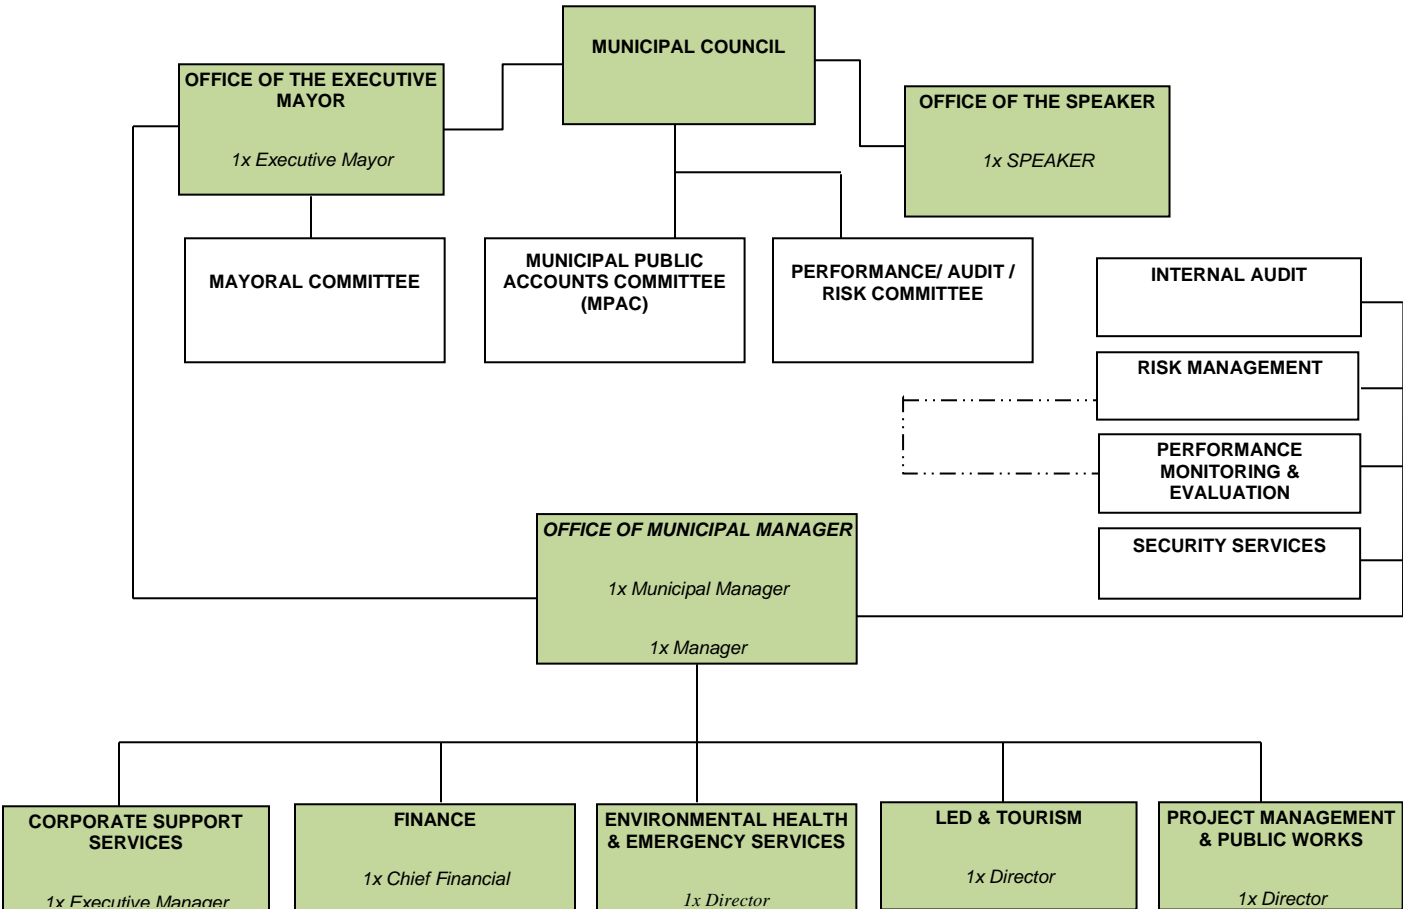 MUNICIPAL COUNCIL
OFFICE OF THE EXECUTIVE
MAYOR
1x Executive Mayor
OFFICE OF THE SPEAKER
1x SPEAKER
MAYORAL COMMITTEE
MUNICIPAL PUBLIC
ACCOUNTS COMMITTEE
(MPAC)
PERFORMANCE/ AUDIT /
RISK COMMITTEE
INTERNAL AUDIT
RISK MANAGEMENT
PERFORMANCE
MONITORING &
EVALUATION
SECURITY SERVICES
OFFICE OF MUNICIPAL MANAGER
1x Municipal Manager
1x Manager
CORPORATE SUPPORT
SERVICES
1x Executive Manager
FINANCE
1x Chief Financial
ENVIRONMENTAL HEALTH
& EMERGENCY SERVICES
1x Director
LED & TOURISM
1x Director
PROJECT MANAGEMENT
& PUBLIC WORKS
1x Director